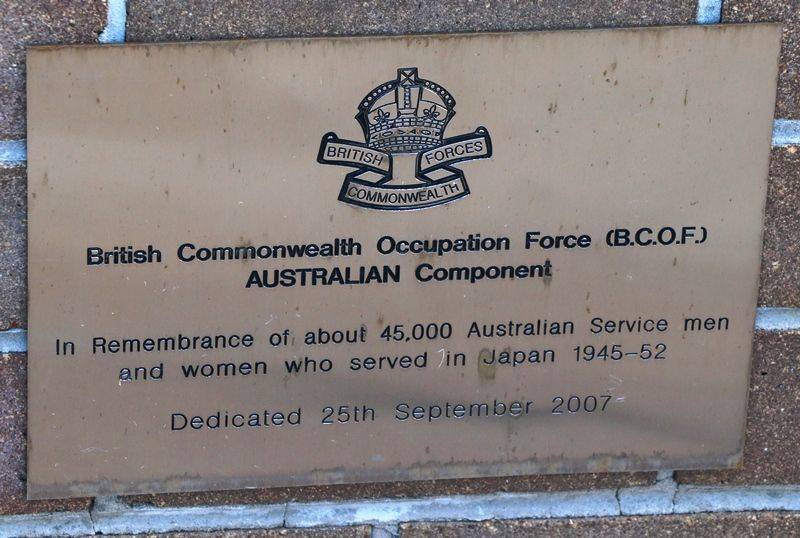 BRITISH FORCES
COMMONWEALTH
British Commonwealth Occupation Force (B.C.O.F.)
AUSTRALIAN Component
In Remembrance of about 45,000 Australian Service men
and women who served in Japan 1945-52
Dedicated 25th September 2007